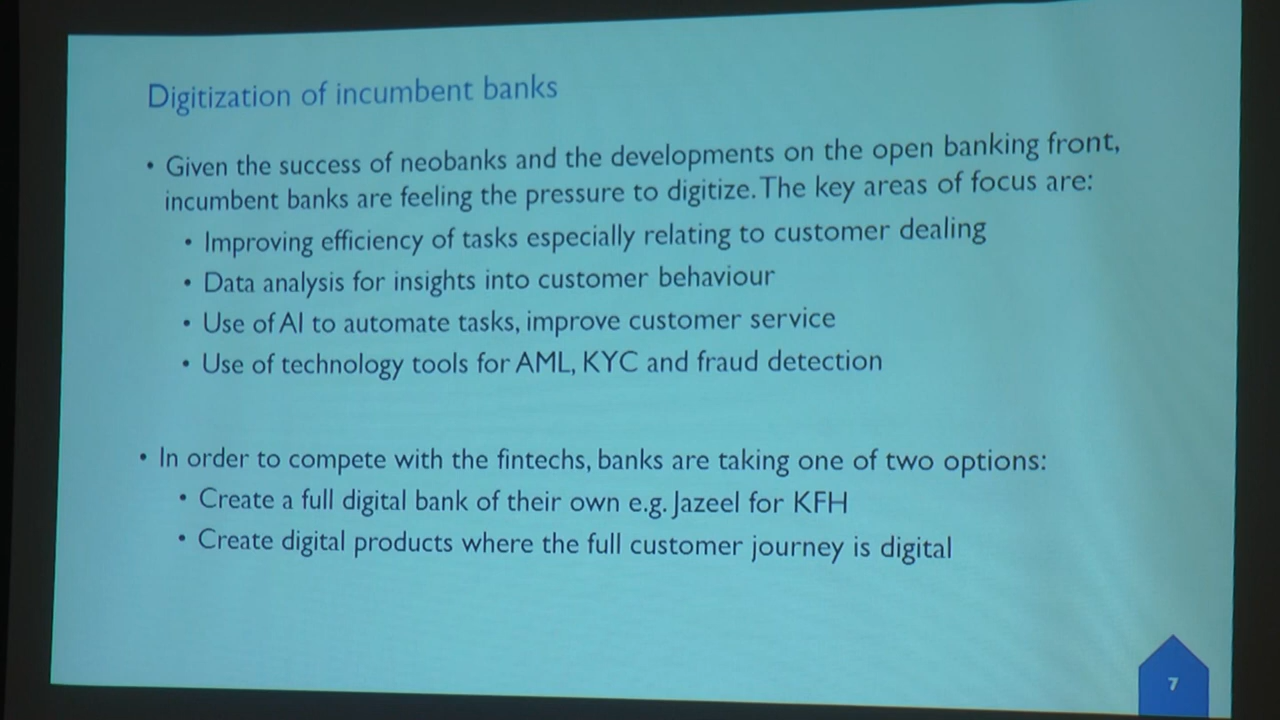 Digitization of incumbent banks
• Given the success of neobanks and the developments on the open banking front,
incumbent banks are feeling the pressure to digitize. The key areas of focus are:
• Improving efficiency of tasks especially relating to customer dealing
• Data analysis for insights into customer behaviour
• Use of AI to automate tasks, improve customer service
• Use of technology tools for AML, KYC and fraud detection
• In order to compete with the fintechs, banks are taking one of two options:
• Create a full digital bank of their own e.g. Jazeel for KFH
• Create digital products where the full customer journey is digital
7